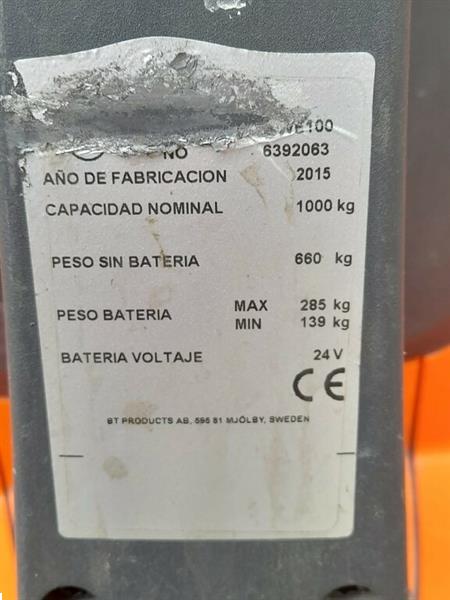 E100
NO 6392063
AÑO DE FABRICACION 2015
CAPACIDAD NOMINAL 1000 kg
PESO SIN BATERIA 660 kg
PESO BATERIA MAX 285 kg
MIN 139 kg
BATERIA VOLTAJE 24 V
CE
BT PRODUCTS AB, 595 81 MJÖLBY, SWEDEN